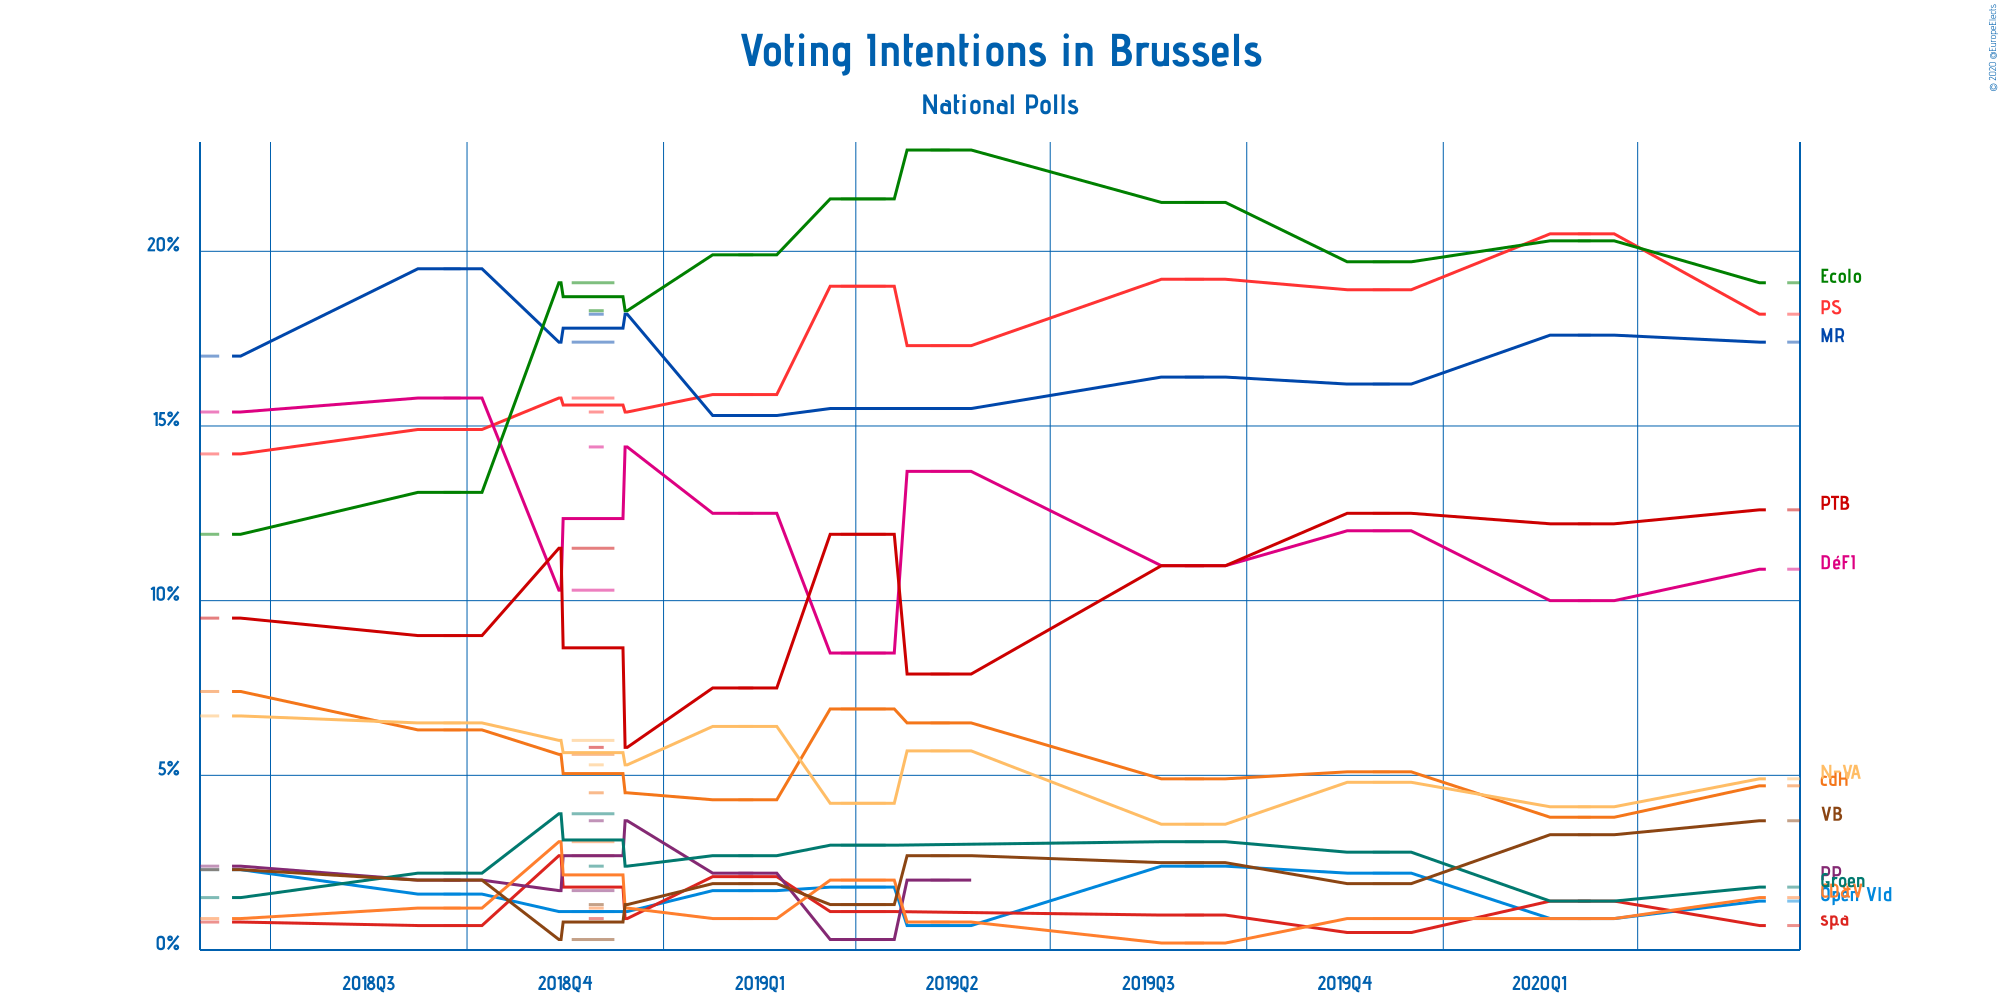 Voting Intentions in Brussels
National Polls
© 2020 @EuropeElects
20%
15%
10%
5%
0%
Ecolo
PS
MR
PTB
DéFI
N-VA
cdH
VB
PP
Groen
Open Vld
spa
2018Q3 2018Q4 2019Q1 2019Q2 2019Q3 2019Q4 2020Q1